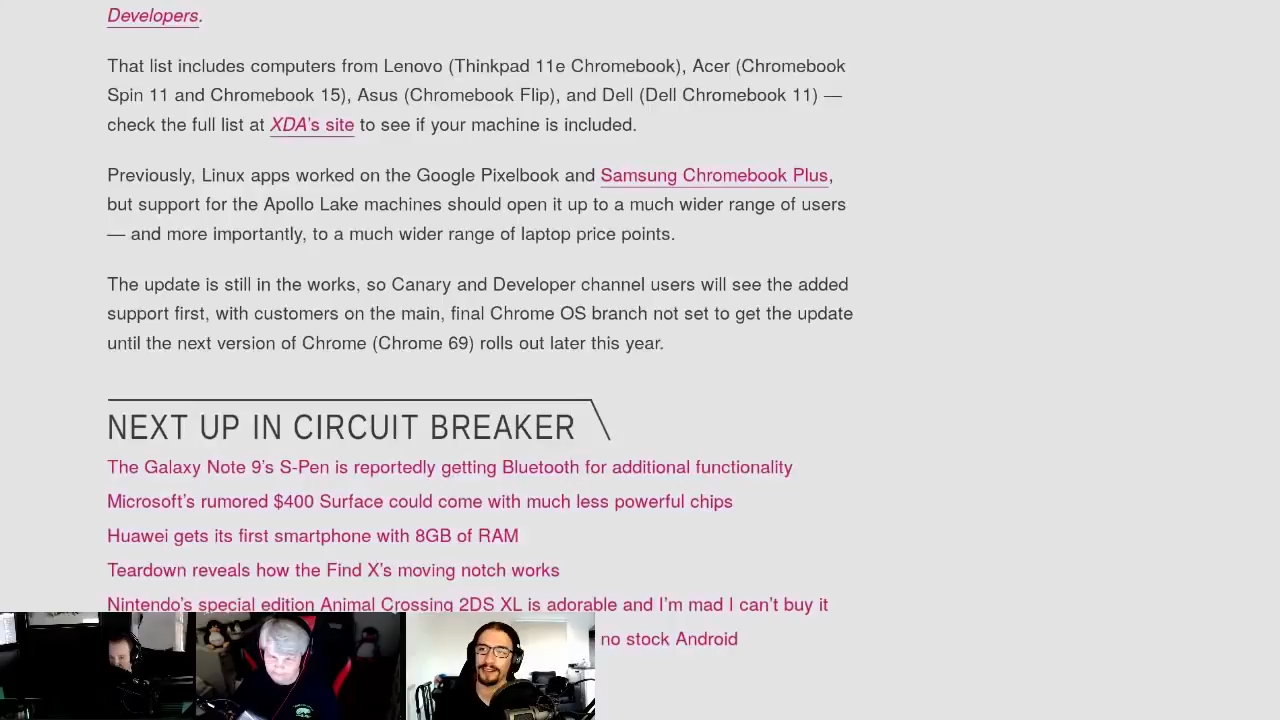 Developers.
That list includes computers from Lenovo (Thinkpad 11e Chromebook), Acer (Chromebook
Spin 11 and Chromebook 15), Asus (Chromebook Flip), and Dell (Dell Chromebook 11) —
check the full list at XDA's site to see if your machine is included.
Previously, Linux apps worked on the Google Pixelbook and Samsung Chromebook Plus,
but support for the Apollo Lake machines should open it up to a much wider range of users
— and more importantly, to a much wider range of laptop price points.
The update is still in the works, so Canary and Developer channel users will see the added
support first, with customers on the main, final Chrome OS branch not set to get the update
until the next version of Chrome (Chrome 69) rolls out later this year.
NEXT UP IN CIRCUIT BREAKER
The Galaxy Note 9's S-Pen is reportedly getting Bluetooth for additional functionality
Microsoft's rumored $400 Surface could come with much less powerful chips
Huawei gets its first smartphone with 8GB of RAM
Teardown reveals how the Find X's moving notch works
Nintendo's special edition Animal Crossing 2DS XL is adorable and I'm mad I can't buy it
no stock Android